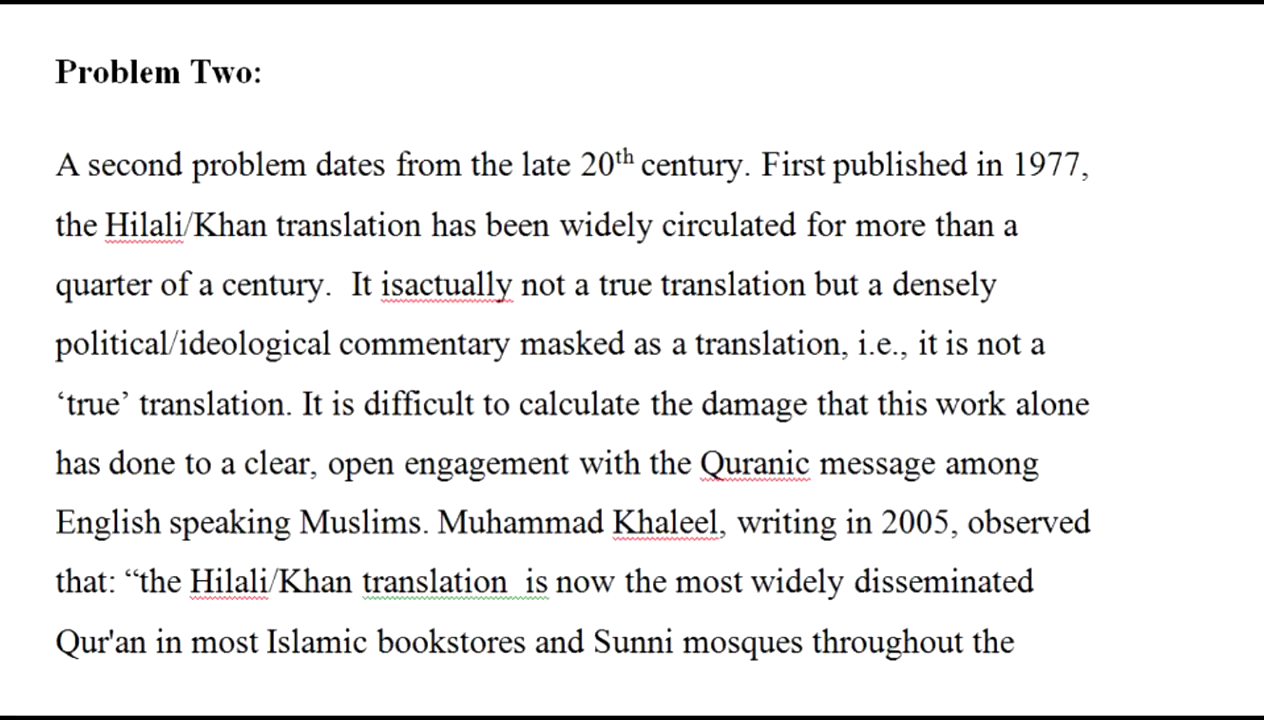 Problem Two:
A second problem dates from the late 20th century. First published in 1977,
the Hilali/Khan translation has been widely circulated for more than a
quarter of a century.  It isactually not a true translation but a densely
political/ideological commentary masked as a translation, i.e., it is not a
‘true’ translation. It is difficult to calculate the damage that this work alone
has done to a clear, open engagement with the Quranic message among
English speaking Muslims. Muhammad Khaleel, writing in 2005, observed
that: “the Hilali/Khan translation  is now the most widely disseminated
Qur'an in most Islamic bookstores and Sunni mosques throughout the